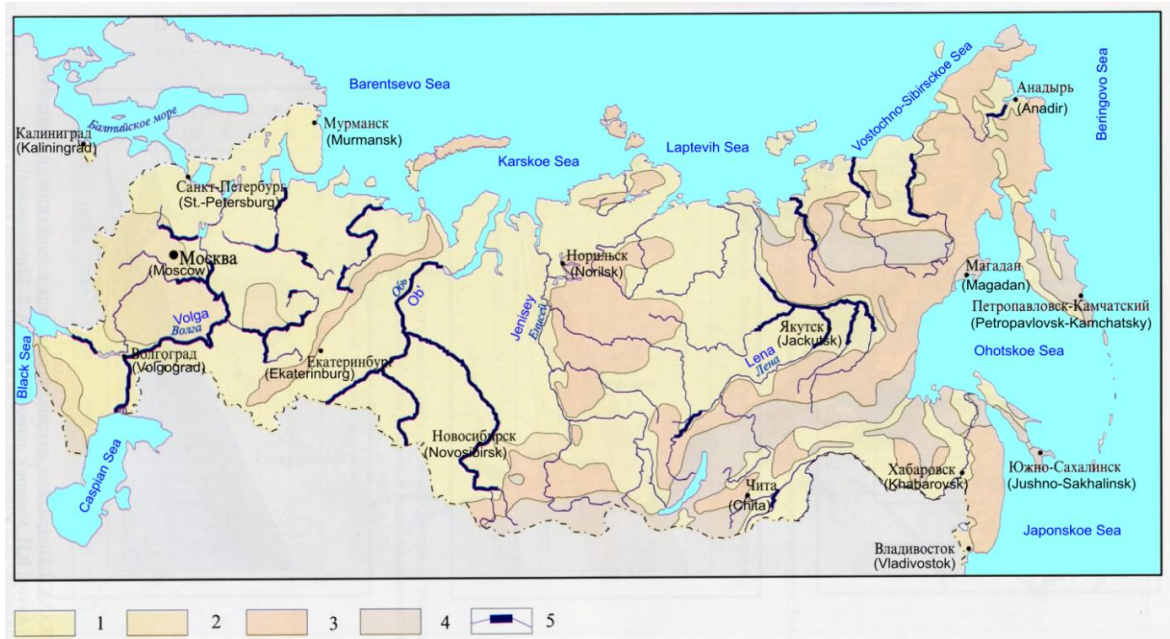 Barentsevo Sea
Karskoe Sea
Laptevih Sea
Vostochno-Sibirsckoe Sea
Beringovo Sea
Анадырь
(Anadir)
Калининград
(Kaliningrad)
Балтийское море
Мурманск
(Murmansk)
Санкт-Петербург
(St.-Petersburg)
Москва
(Moscow)
Норильск
(Norilsk)
Магадан
(Magadan)
Петропавловск-Камчатский
(Petropavlovsk-Kamchatsky)
Обь
Ob'
Jenisey
Енисей
Volga
Волга
Якутск
(Jackutsk)
Lena
Лена
Ohotskoe Sea
Black Sea
Волгоград
(Volgograd)
Екатеринбург
(Ekaterinburg)
Новосибирск
(Novosibirsk)
Caspian Sea
Чита
(Chita)
Хабаровск
(Khabarovsk)
Южно-Сахалинск
(Jushno-Sakhalinsk)
Japonskoe Sea
Владивосток
(Vladivostok)
1 2 3 4 5